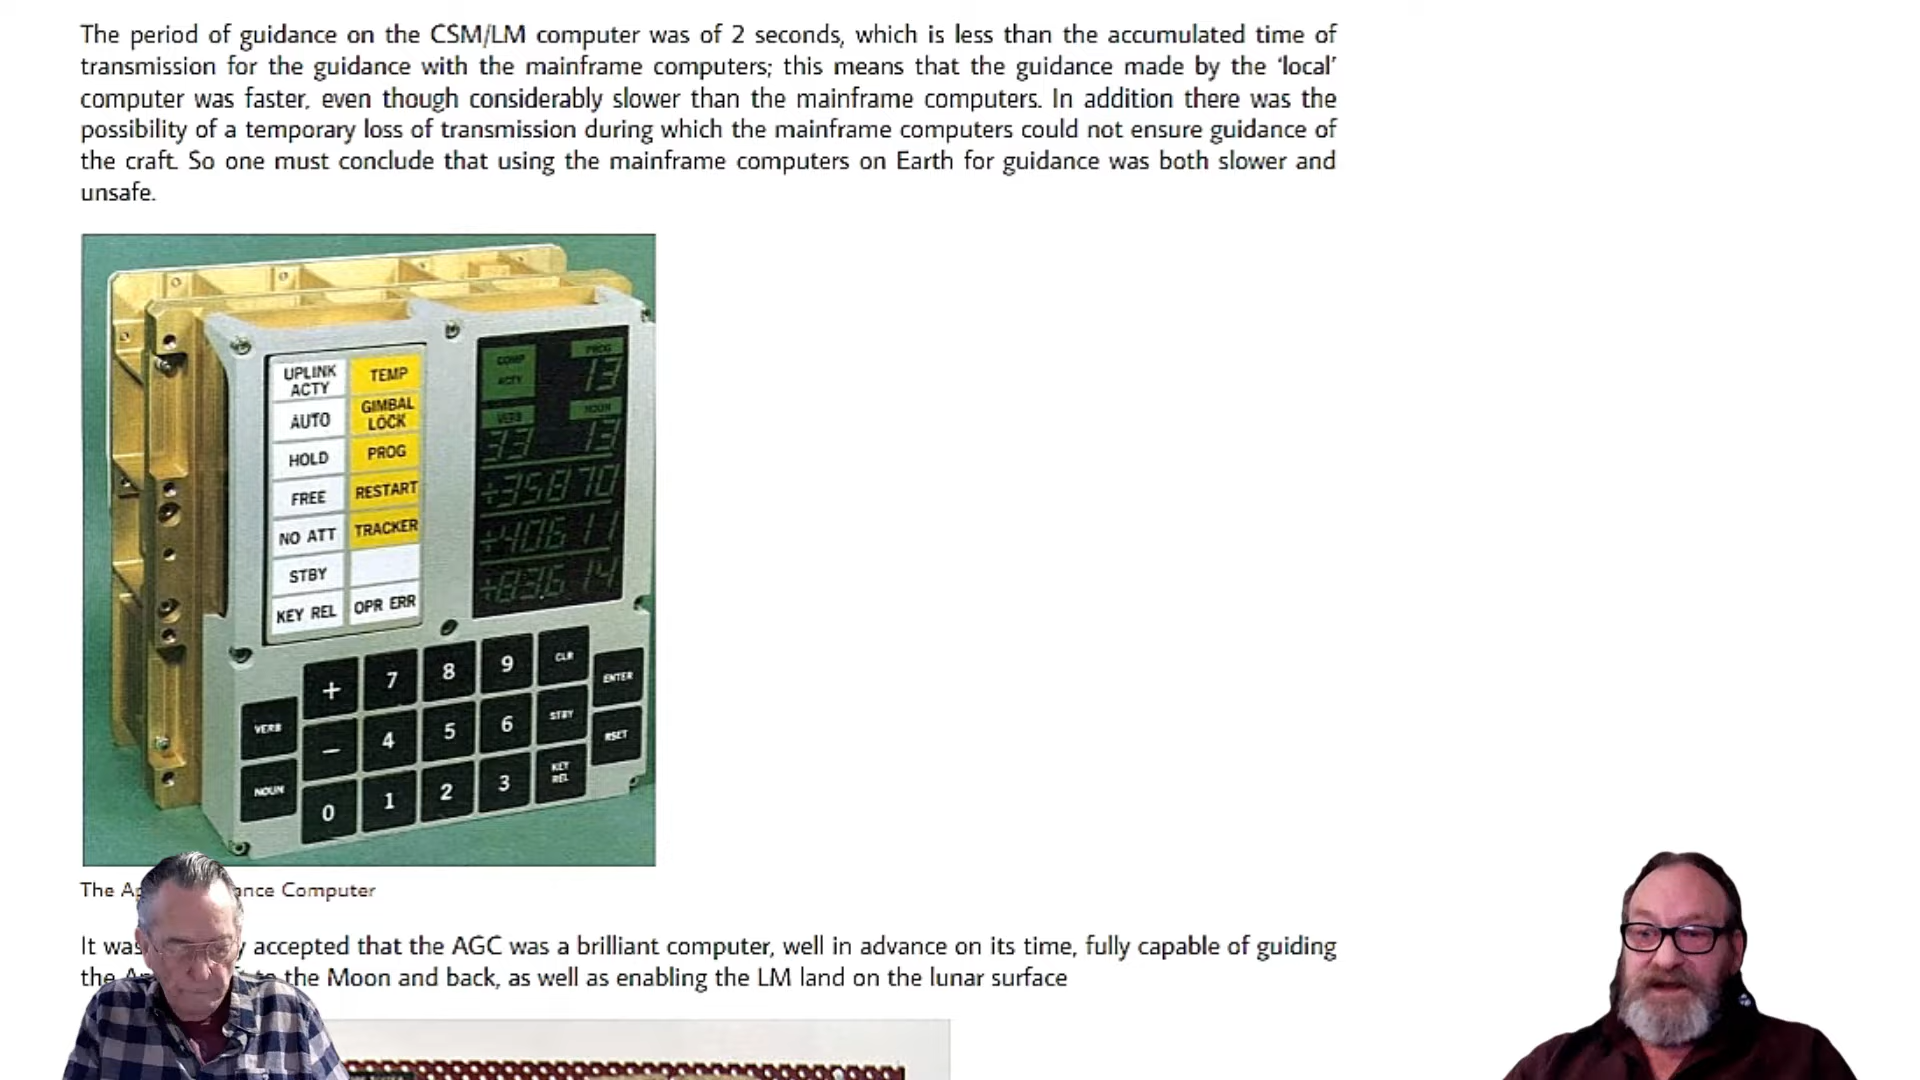 The period of guidance on the CSM/LM computer was of 2 seconds, which is less than the accumulated time of
transmission for the guidance with the mainframe computers; this means that the guidance made by the ‘local’
computer was faster, even though considerably slower than the mainframe computers. In addition there was the
possibility of a temporary loss of transmission during which the mainframe computers could not ensure guidance of
the craft. So one must conclude that using the mainframe computers on Earth for guidance was both slower and
unsafe.
UPLINK ACTY
TEMP
AUTO
GIMBAL LOCK
HOLD
PROG
FREE
RESTART
NO ATT
TRACKER
STBY
KEY REL
OPR ERR
COMP ACTY
PROG
13
VERB
NOUN
33 13
+35870
+40611
+83614
VERB
NOUN
+ 7 8 9 CLR ENTER
- 4 5 6 STBY RSET
0 1 2 3 KEY REL
The Computer
It was accepted that the AGC was a brilliant computer, well in advance on its time, fully capable of guiding
the the Moon and back, as well as enabling the LM land on the lunar surface